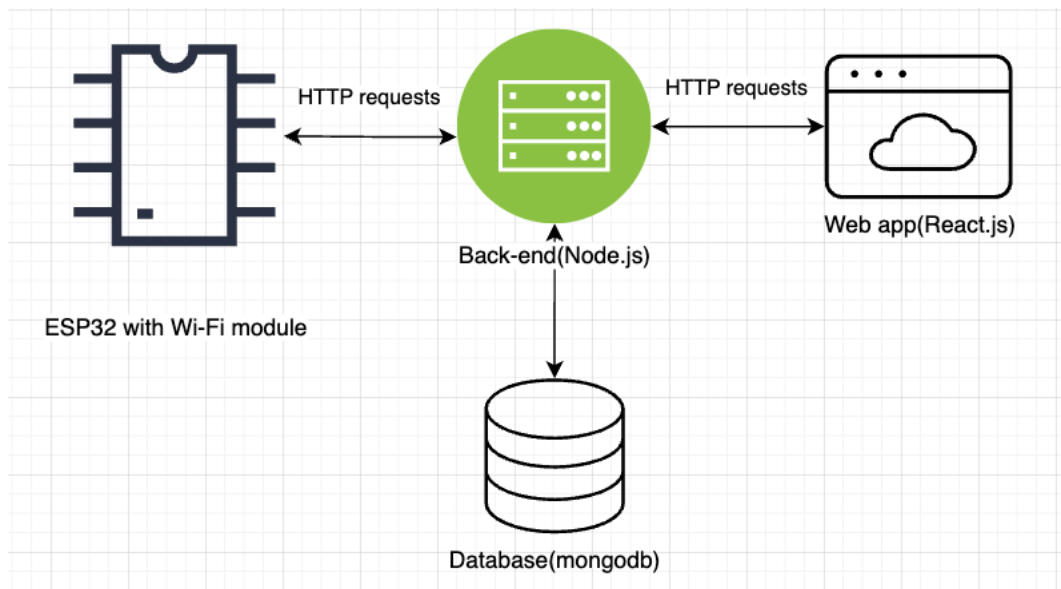 HTTP requests
HTTP requests
Web app(React.js)
Back-end(Node.js)
ESP32 with Wi-Fi module
Database(mongodb)